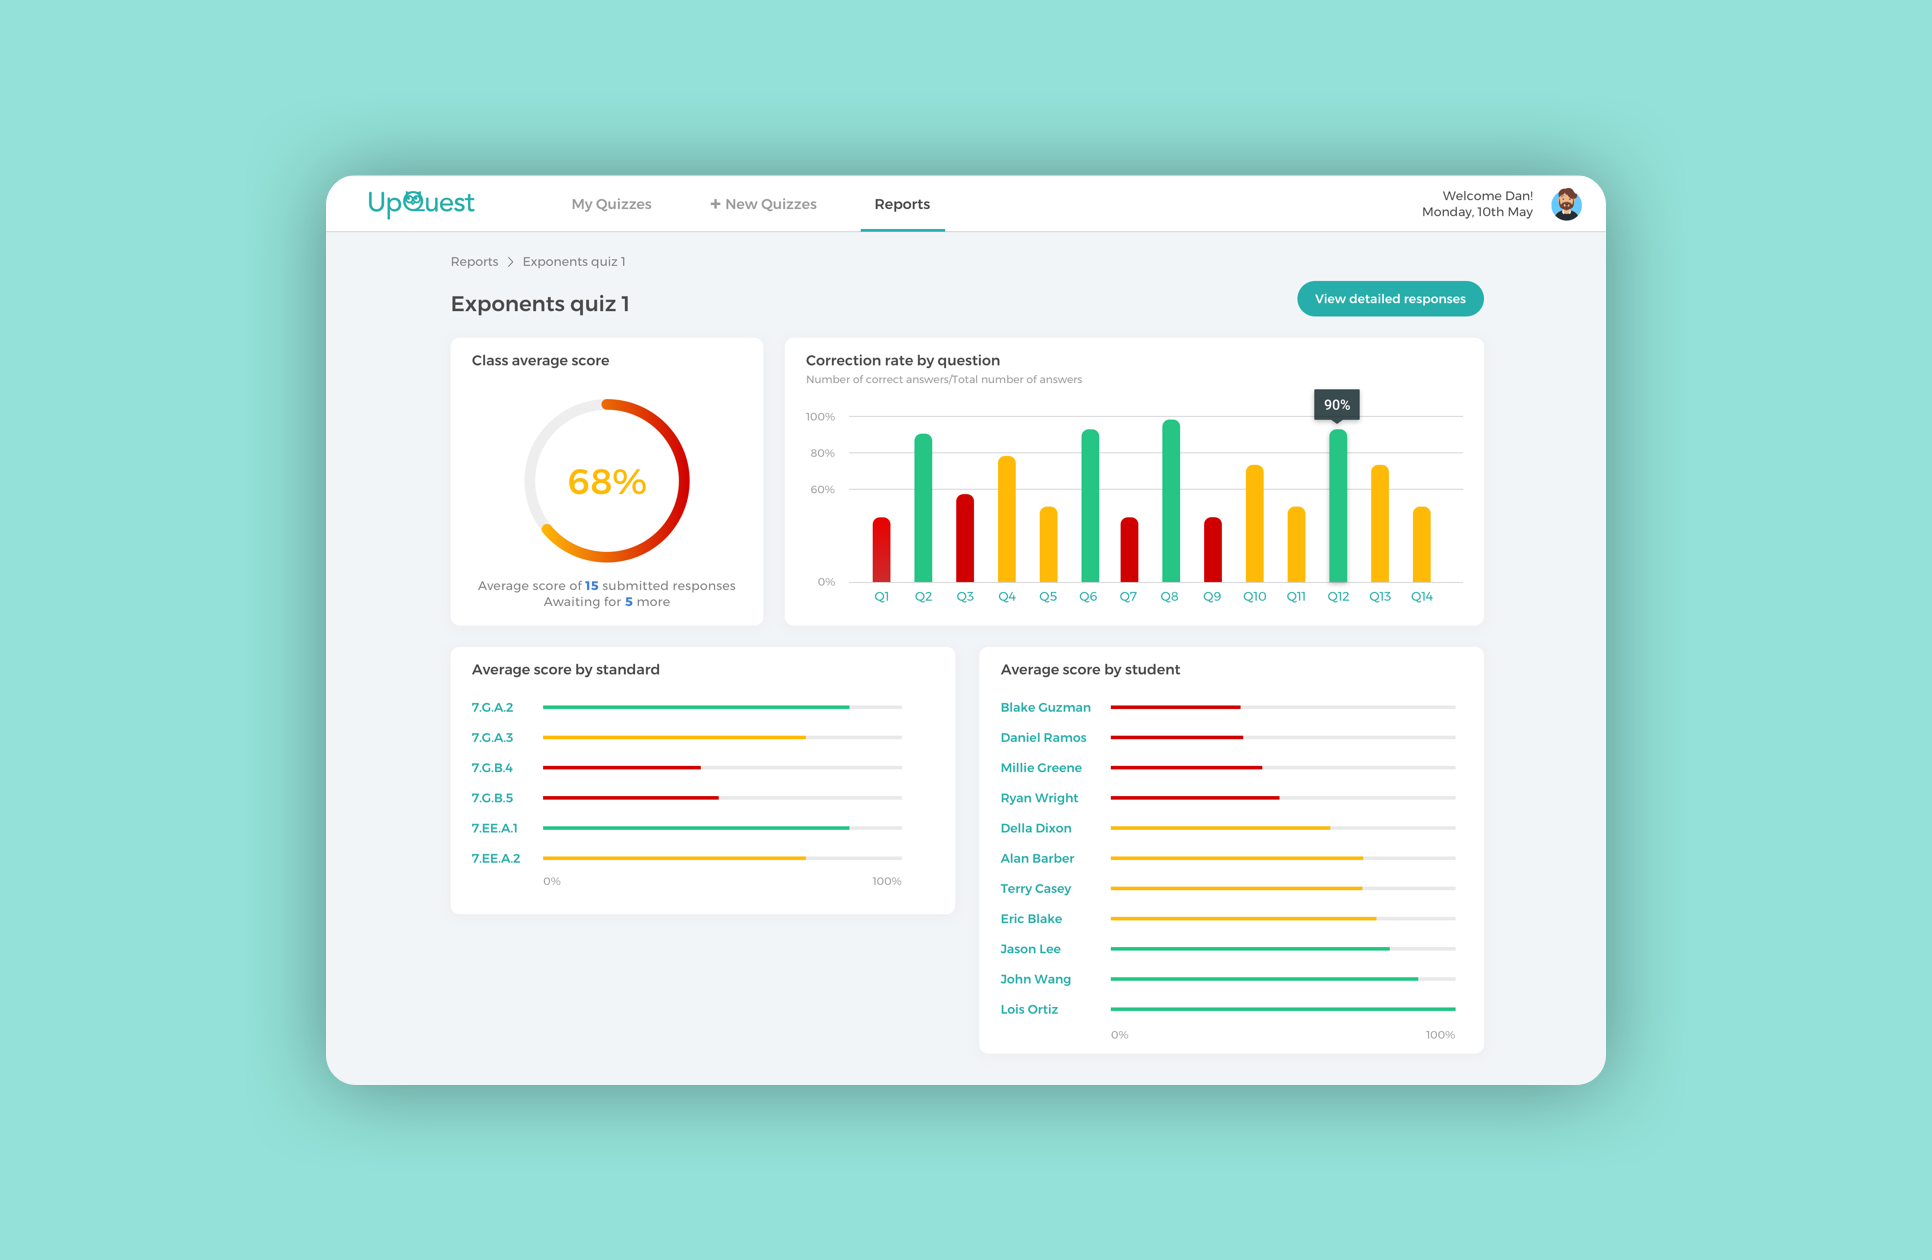 UpQuest
My Quizzes
+ New Quizzes
Reports
Welcome Dan!
Monday, 10th May
Reports > Exponents quiz 1
Exponents quiz 1
View detailed responses
Class average score
68%
Average score of 15 submitted responses
Awaiting for 5 more
Correction rate by question
Number of correct answers/Total number of answers
90%
100%
80%
60%
0%
Q1 Q2 Q3 Q4 Q5 Q6 Q7 Q8 Q9 Q10 Q11 Q12 Q13 Q14
Average score by standard
7.G.A.2
7.G.A.3
7.G.B.4
7.G.B.5
7.EE.A.1
7.EE.A.2
0% 100%
Average score by student
Blake Guzman
Daniel Ramos
Millie Greene
Ryan Wright
Della Dixon
Alan Barber
Terry Casey
Eric Blake
Jason Lee
John Wang
Lois Ortiz
0% 100%